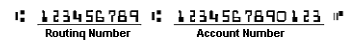 ⑆ 123456789 ⑆ 1234567890123 ⑈
Routing Number Account Number